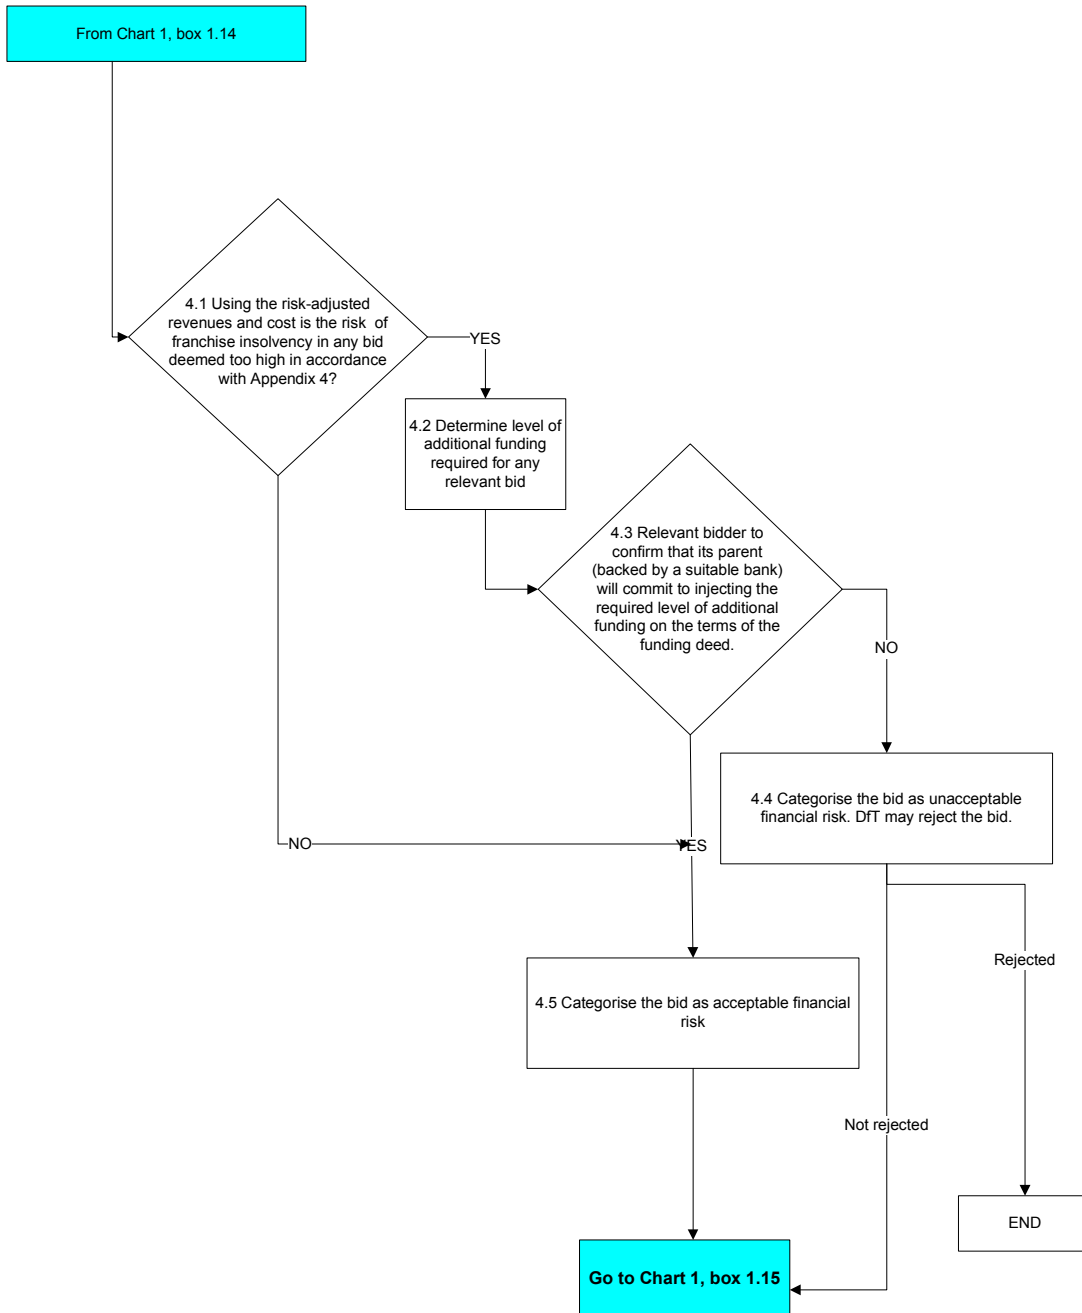 From Chart 1, box 1.14
4.1 Using the risk-adjusted
revenues and cost is the risk of
franchise insolvency in any bid
deemed too high in accordance
with Appendix 4?
YES
4.2 Determine level of
additional funding
required for any
relevant bid
4.3 Relevant bidder to
confirm that its parent
(backed by a suitable bank)
will commit to injecting the
required level of additional
funding on the terms of the
funding deed.
NO
4.4 Categorise the bid as unacceptable
financial risk. DfT may reject the bid.
NO
YES
Rejected
4.5 Categorise the bid as acceptable financial
risk
Not rejected
END
Go to Chart 1, box 1.15